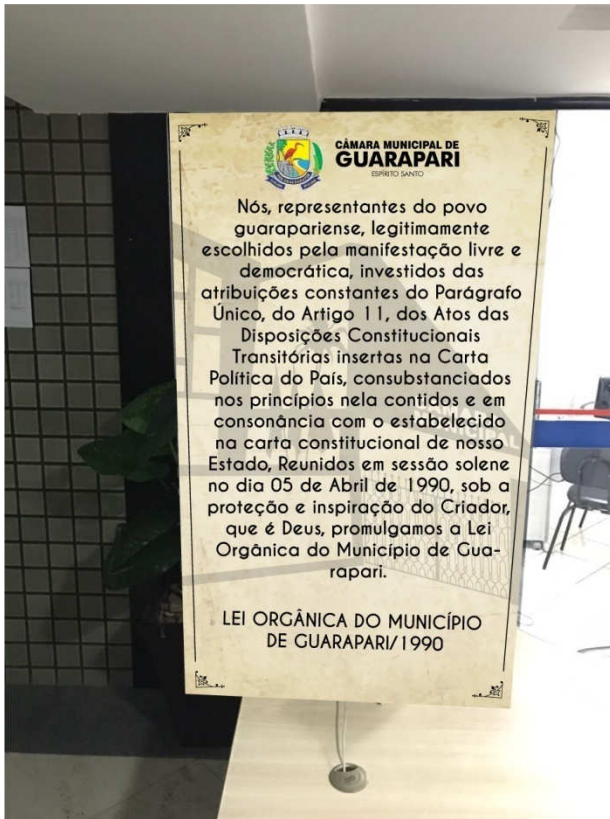 CÂMARA MUNICIPAL DE
GUARAPARI
ESPÍRITO SANTO
Nós, representantes do povo
guarapariense, legitimamente
escolhidos pela manifestação livre e
democrática, investidos das
atribuições constantes do Parágrafo
Único, do Artigo 11, dos Atos das
Disposições Constitucionais
Transitórias insertas na Carta
Política do País, consubstanciados
nos princípios nela contidos e em
consonância com o estabelecido
na carta constitucional de nosso
Estado, Reunidos em sessão solene
no dia 05 de Abril de 1990, sob a
proteção e inspiração do Criador,
que é Deus, promulgamos a Lei
Orgânica do Município de Gua-
rapari.
LEI ORGÂNICA DO MUNICÍPIO
DE GUARAPARI/1990